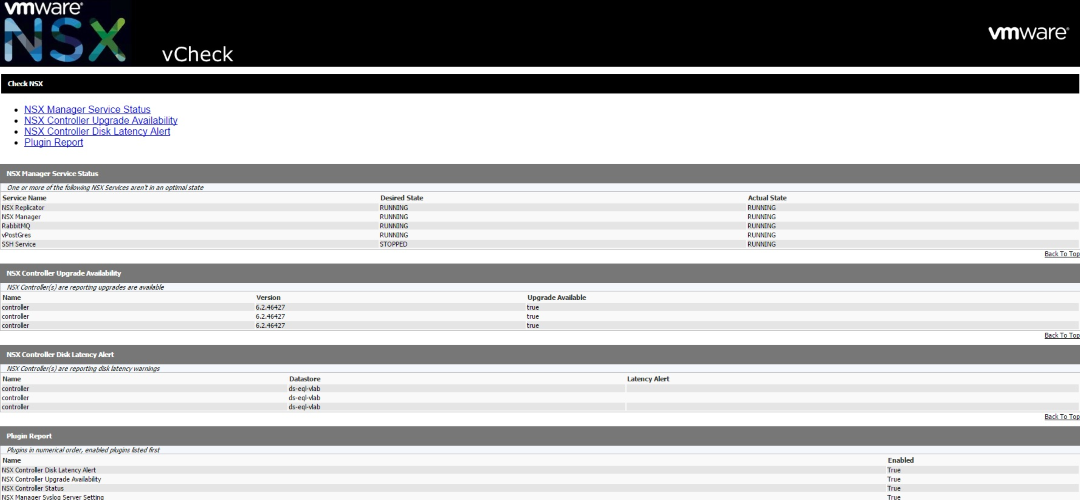 vmware®
NSX vCheck
vmware®
Check NSX
NSX Manager Service Status
NSX Controller Upgrade Availability
NSX Controller Disk Latency Alert
Plugin Report
NSX Manager Service Status
One or more of the following NSX Services aren't in an optimal state
Service Name Desired State Actual State
NSX Replicator RUNNING RUNNING
NSX Manager RUNNING RUNNING
RabbitMQ RUNNING RUNNING
vPostGres RUNNING RUNNING
SSH Service STOPPED RUNNING
Back To Top
NSX Controller Upgrade Availability
NSX Controller(s) are reporting upgrades are available
Name Version Upgrade Available
controller 6.2.46427 true
controller 6.2.46427 true
controller 6.2.46427 true
Back To Top
NSX Controller Disk Latency Alert
NSX Controller(s) are reporting disk latency warnings
Name Datastore Latency Alert
controller ds-eql-vlab
controller ds-eql-vlab
controller ds-eql-vlab
Back To Top
Plugin Report
Plugins in numerical order, enabled plugins listed first
Name Enabled
NSX Controller Disk Latency Alert True
NSX Controller Upgrade Availability True
NSX Controller Status True
NSX Manager Syslog Server Setting True